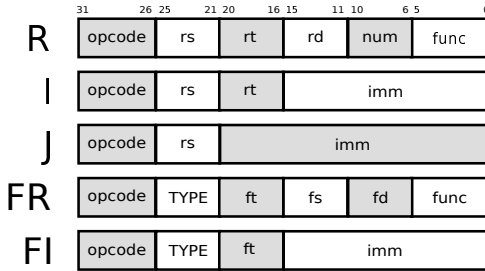 31 26 25 21 20 16 15 11 10 6 5 0
R opcode rs rt rd num func
I opcode rs rt imm
J opcode rs imm
FR opcode TYPE ft fs fd func
FI opcode TYPE ft imm